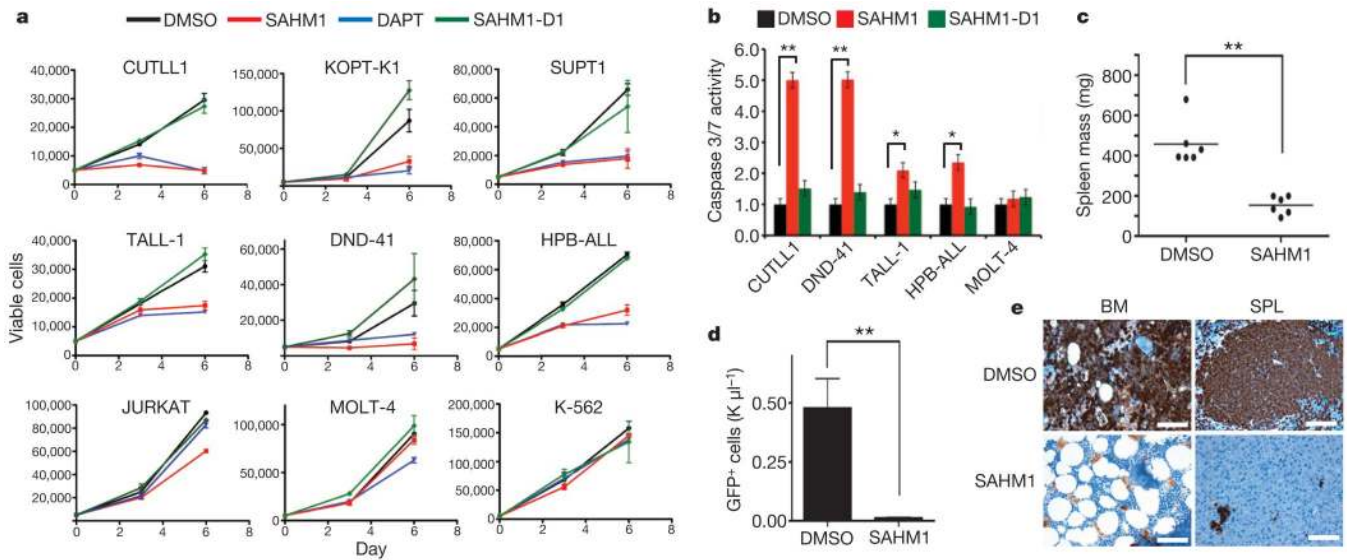 a
DMSO SAHM1 DAPT SAHM1-D1
CUTLL1
40,000
30,000
20,000
10,000
0
0 2 4 6 8
KOPT-K1
150,000
100,000
50,000
0
0 2 4 6 8
SUPT1
80,000
60,000
40,000
20,000
0
0 2 4 6 8
Viable cells
TALL-1
40,000
30,000
20,000
10,000
0
0 2 4 6 8
DND-41
60,000
40,000
20,000
0
0 2 4 6 8
HPB-ALL
80,000
60,000
40,000
20,000
0
0 2 4 6 8
JURKAT
100,000
80,000
60,000
40,000
20,000
0
0 2 4 6 8
MOLT-4
100,000
50,000
0
0 2 4 6 8
K-562
200,000
150,000
100,000
50,000
0
0 2 4 6 8
Day
b
DMSO SAHM1 SAHM1-D1
Caspase 3/7 activity
6.0
5.0
4.0
3.0
2.0
1.0
0.0
** ** * *
CUTLL1 DND-41 TALL-1 HPB-ALL MOLT-4
c
**
Spleen mass (mg)
800
600
400
200
0
DMSO SAHM1
d
**
GFP⁺ cells (K μl⁻¹)
0.50
0.25
0.00
DMSO SAHM1
e
BM SPL
DMSO
SAHM1